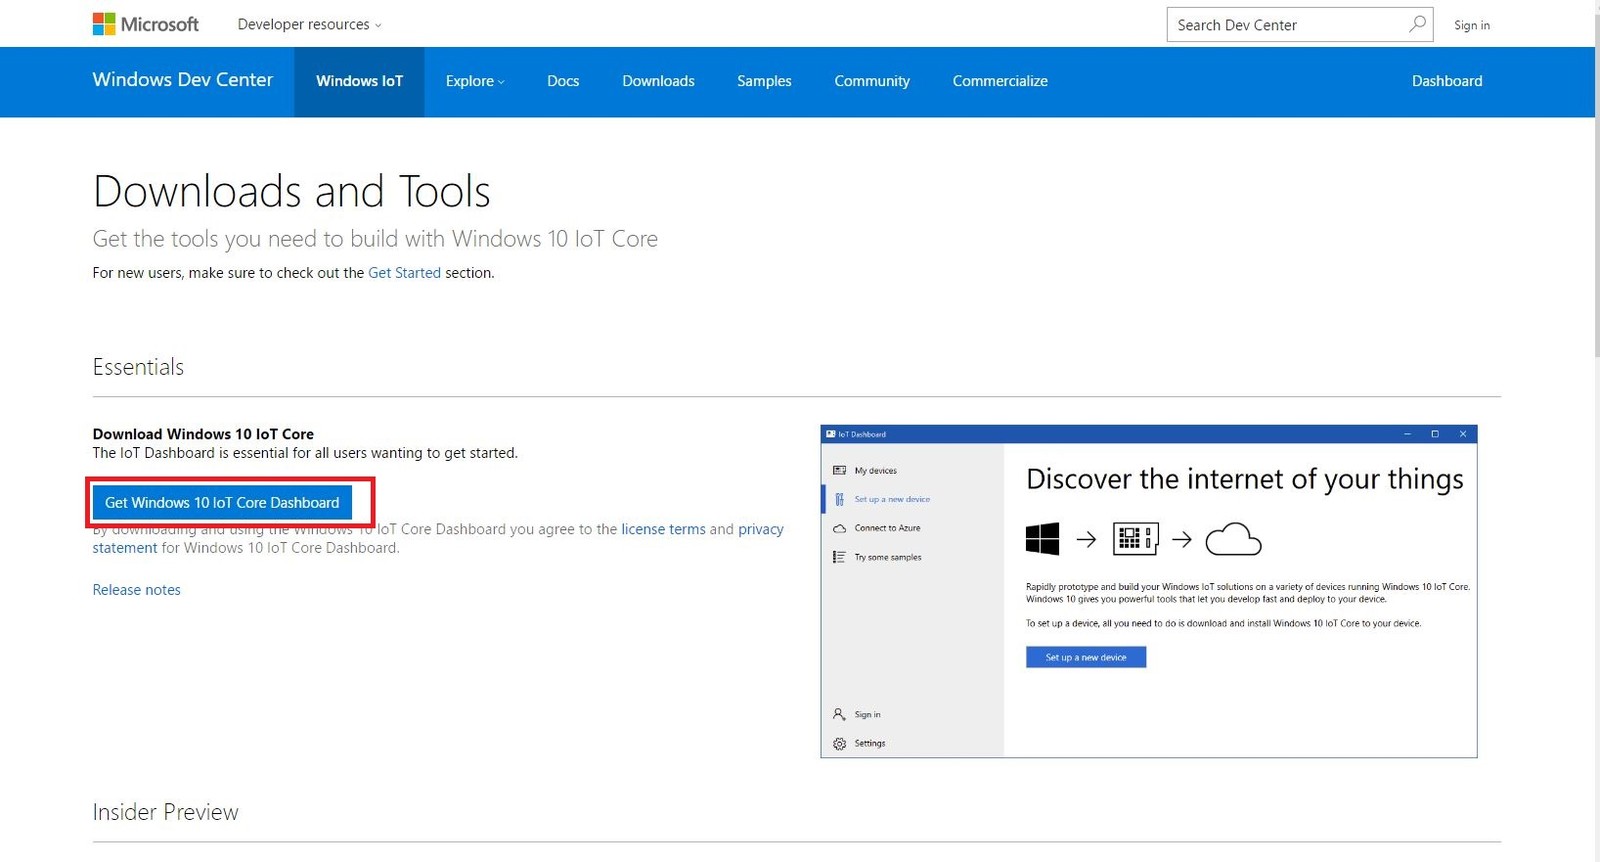 Microsoft Developer resources Search Dev Center Sign in
Windows Dev Center Windows IoT Explore Docs Downloads Samples Community Commercialize Dashboard
Downloads and Tools
Get the tools you need to build with Windows 10 IoT Core
For new users, make sure to check out the Get Started section.
Essentials
Download Windows 10 IoT Core
The IoT Dashboard is essential for all users wanting to get started.
Get Windows 10 IoT Core Dashboard
By downloading and using the Windows 10 IoT Core Dashboard you agree to the license terms and privacy
statement for Windows 10 IoT Core Dashboard.
Release notes
IoT Dashboard
My devices
Set up a new device
Connect to Azure
Try some samples
Sign in
Settings
Discover the internet of your things
Rapidly prototype and build your Windows IoT solutions on a variety of devices running Windows 10 IoT Core.
Windows 10 gives you powerful tools that let you develop fast and deploy to your device.
To set up a device, all you need to do is download and install Windows 10 IoT Core to your device.
Set up a new device
Insider Preview